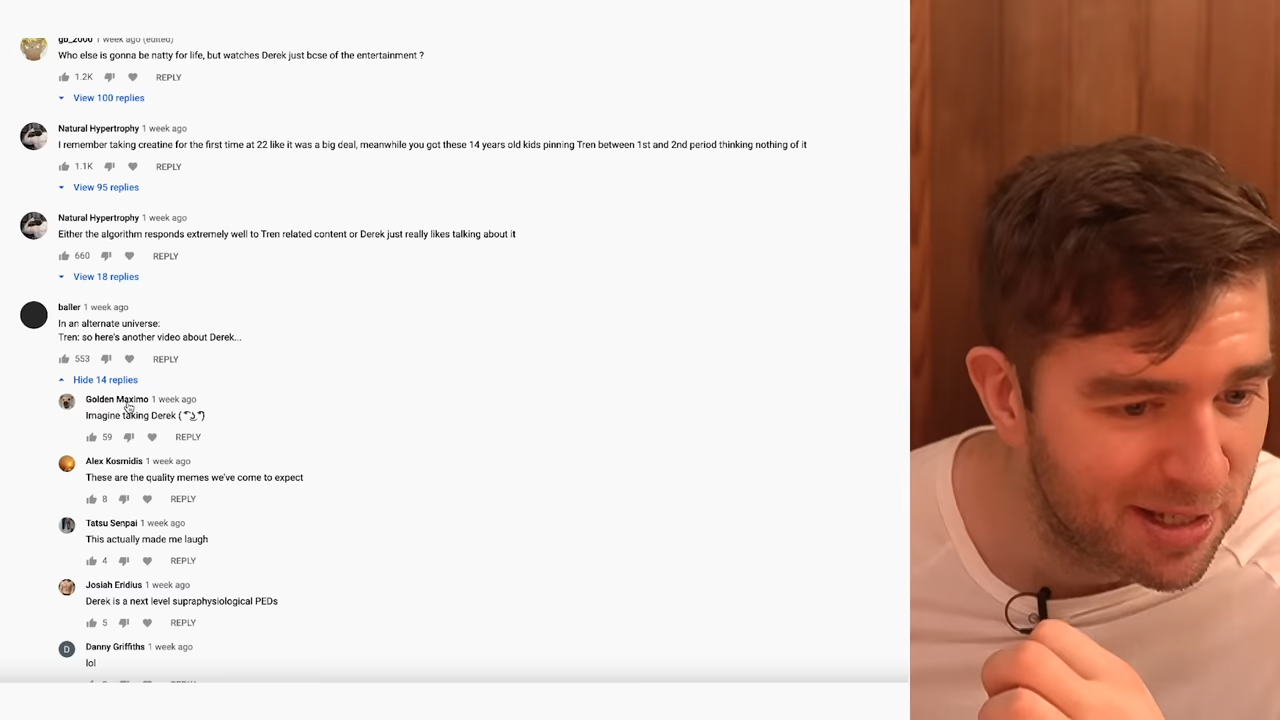 gb_2006 1 week ago (edited)
Who else is gonna be natty for life, but watches Derek just bcse of the entertainment ?
1.2K REPLY
View 100 replies
Natural Hypertrophy 1 week ago
I remember taking creatine for the first time at 22 like it was a big deal, meanwhile you got these 14 years old kids pinning Tren between 1st and 2nd period thinking nothing of it
1.1K REPLY
View 95 replies
Natural Hypertrophy 1 week ago
Either the algorithm responds extremely well to Tren related content or Derek just really likes talking about it
660 REPLY
View 18 replies
baller 1 week ago
In an alternate universe:
Tren: so here's another video about Derek...
553 REPLY
Hide 14 replies
Golden Maximo 1 week ago
Imagine taking Derek ( ͡° ͜ʖ ͡°)
59 REPLY
Alex Kosmidis 1 week ago
These are the quality memes we've come to expect
8 REPLY
Tatsu Senpai 1 week ago
This actually made me laugh
4 REPLY
Josiah Eridius 1 week ago
Derek is a next level supraphysiological PEDs
5 REPLY
D
Danny Griffiths 1 week ago
lol